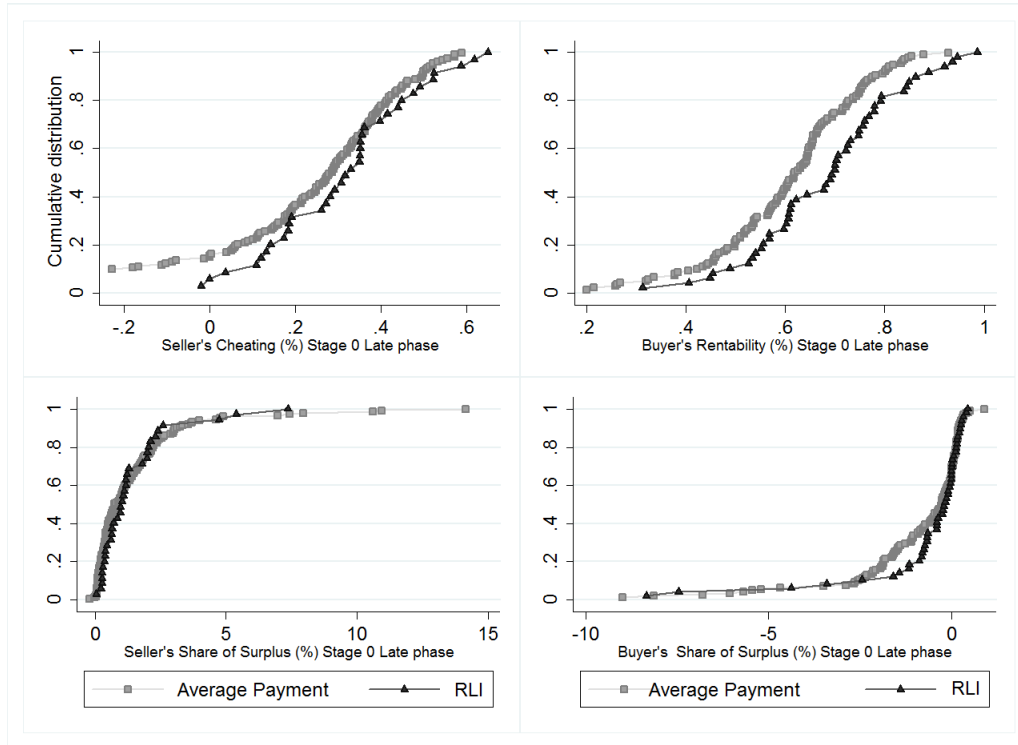 Cumulative distribution
1
.8
.6
.4
.2
0
-.2 0 .2 .4 .6
Seller's Cheating (%) Stage 0 Late phase
1
.8
.6
.4
.2
0
.2 .4 .6 .8 1
Buyer's Rentability (%) Stage 0 Late phase
1
.8
.6
.4
.2
0
0 5 10 15
Seller's Share of Surplus (%) Stage 0 Late phase
Average Payment RLI
1
.8
.6
.4
.2
0
-10 -5 0
Buyer's  Share of Surplus (%) Stage 0 Late phase
Average Payment RLI